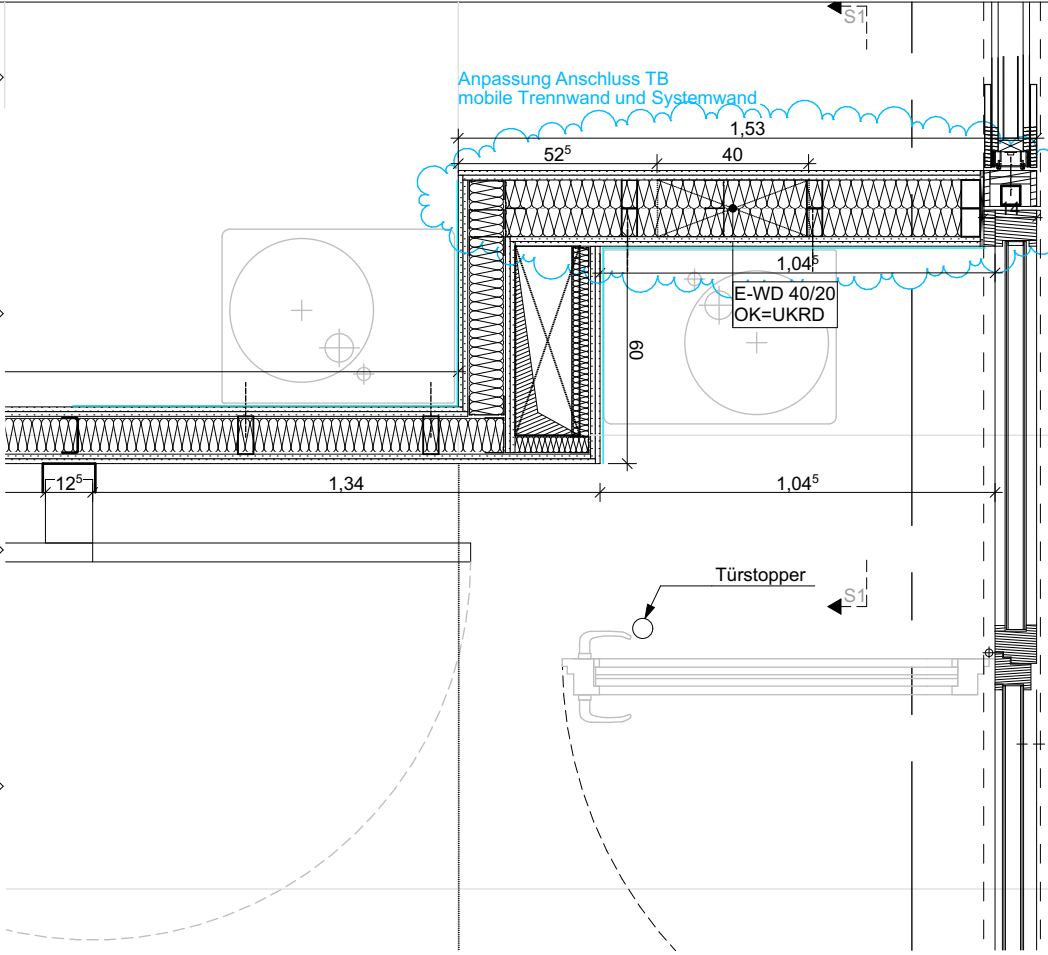 S1
Anpassung Anschluss TB
mobile Trennwand und Systemwand
1,53
52⁵
40
14
1,04⁵
E-WD 40/20
OK=UKRD
60
12⁵
1,34
1,04⁵
Türstopper
S1